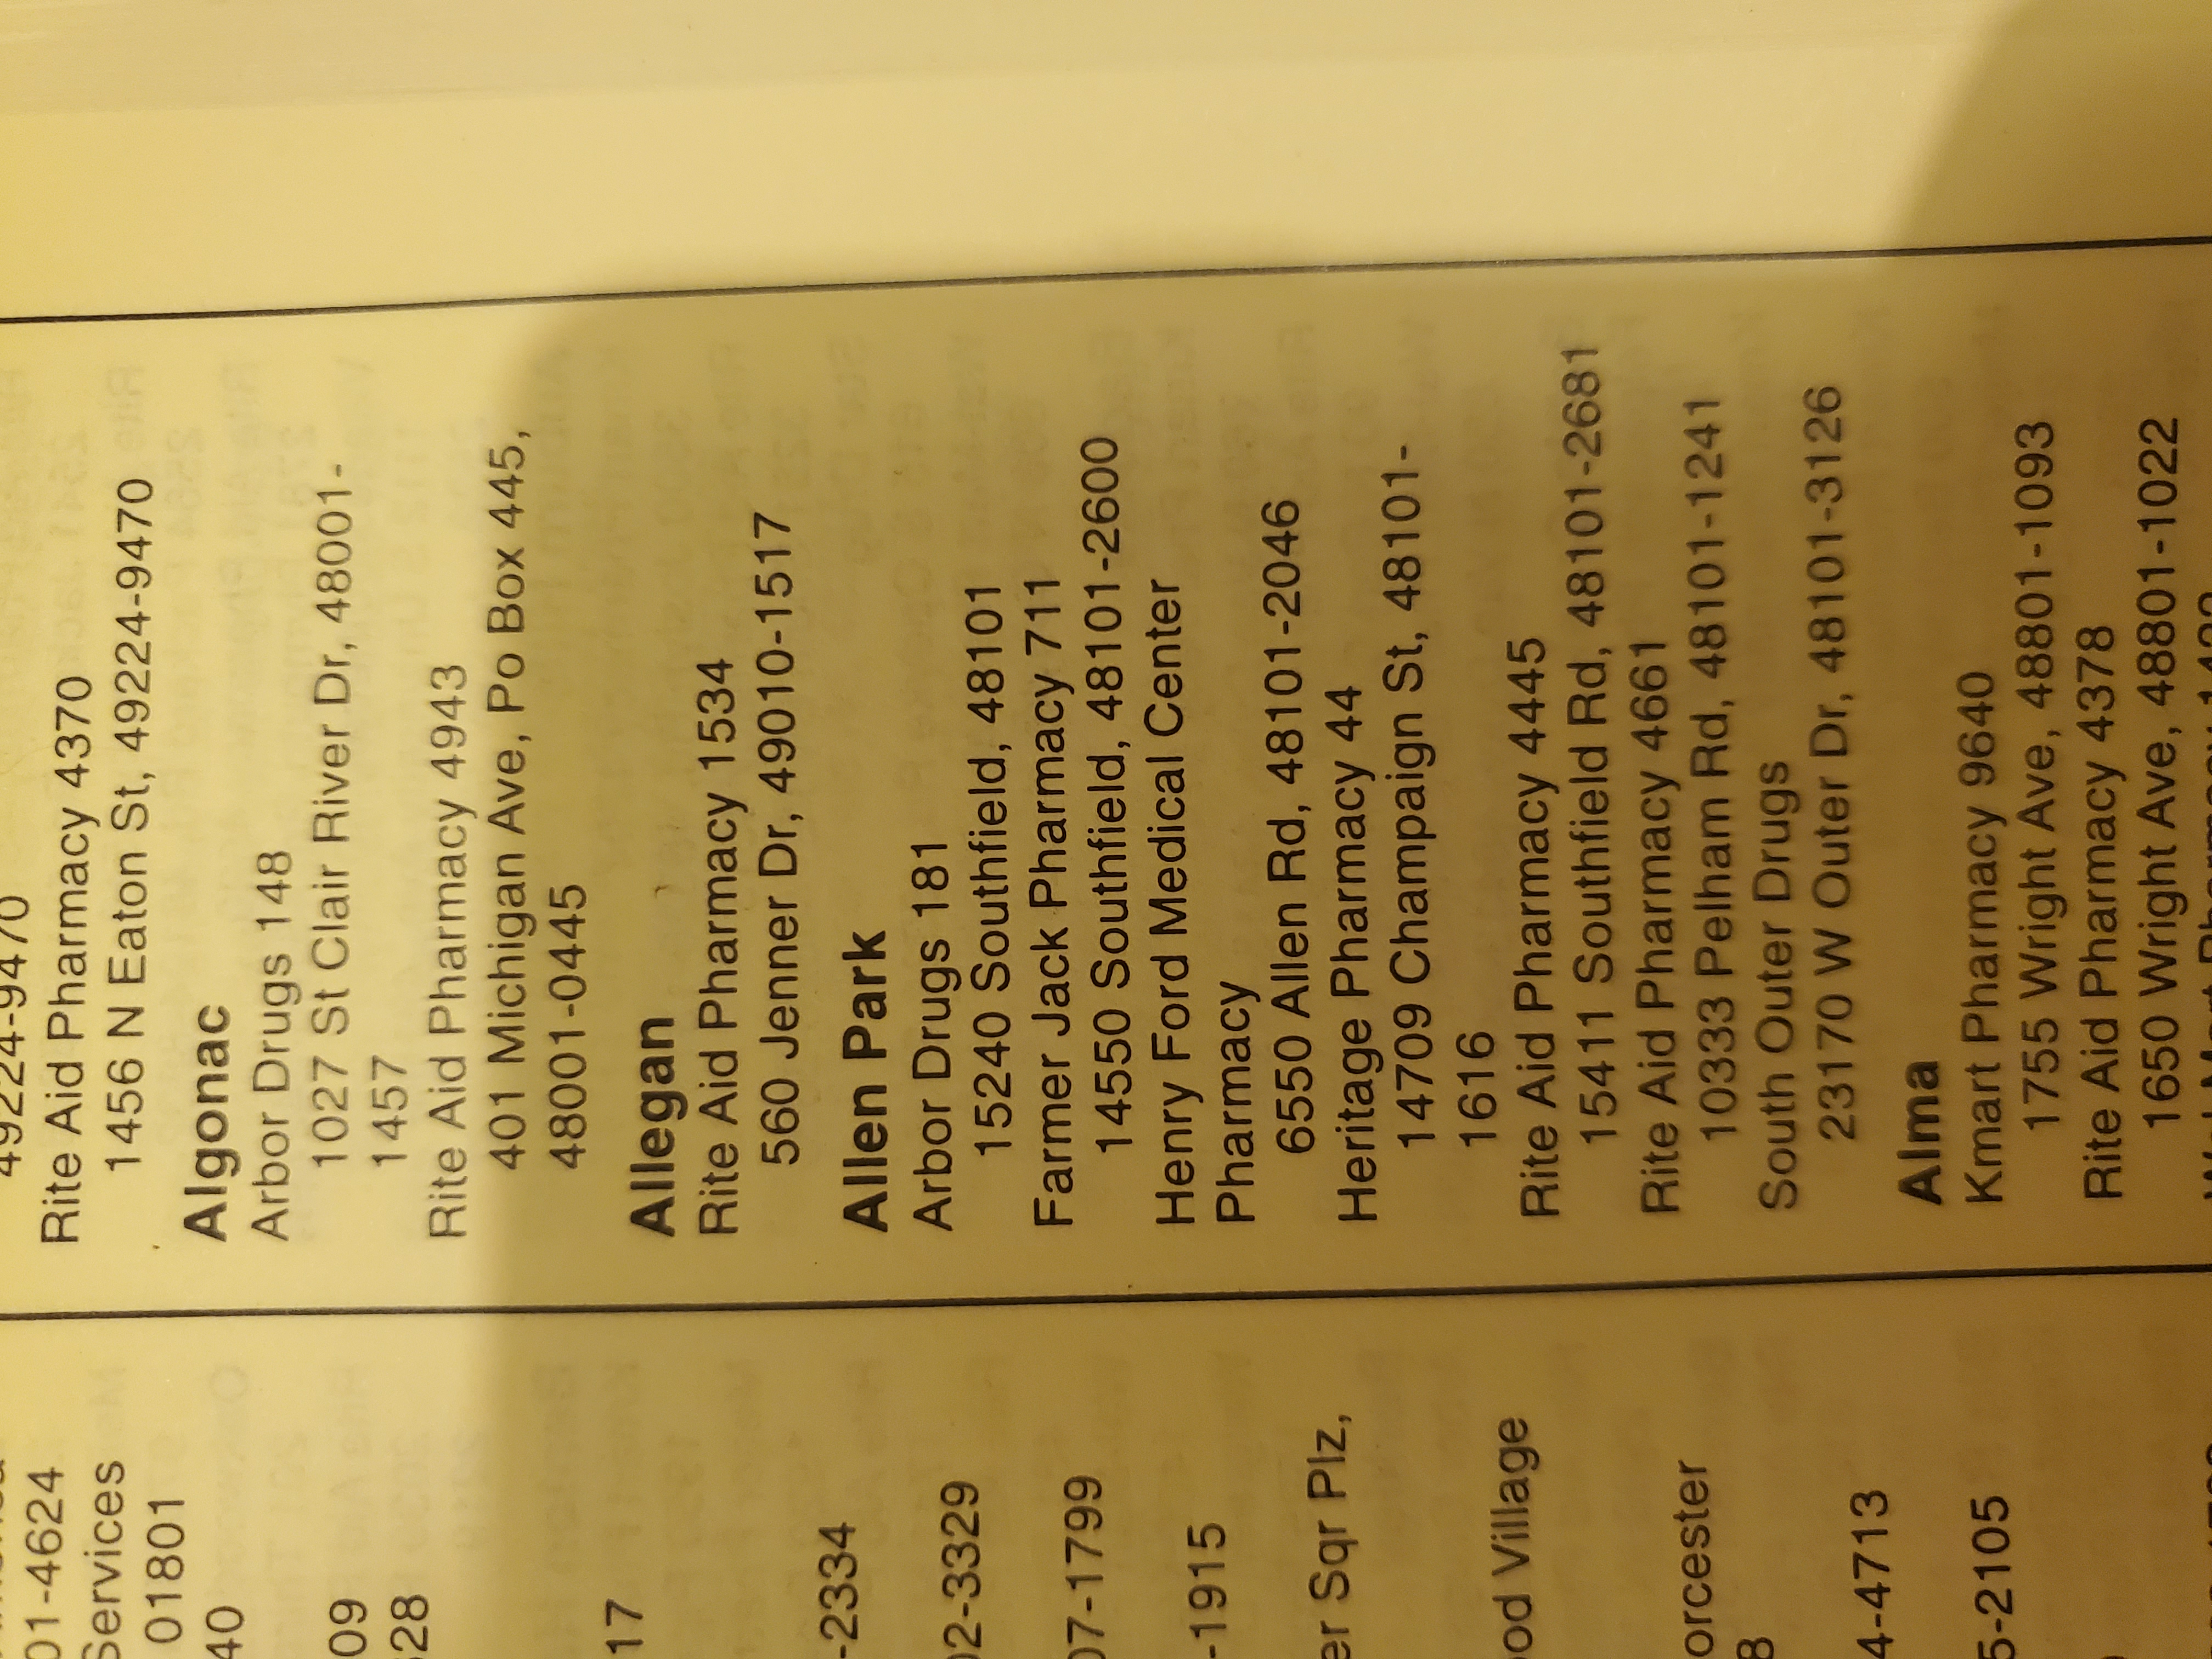 01-4624
Services
01801
40
09
28
17
-2334
02-3329
07-1799
-1915
er Sqr Plz,
ood Village
orcester
8
4-4713
5-2105
49224-9470
Rite Aid Pharmacy 4370
1456 N Eaton St, 49224-9470
Algonac
Arbor Drugs 148
1027 St Clair River Dr, 48001-
1457
Rite Aid Pharmacy 4943
401 Michigan Ave, Po Box 445,
48001-0445
Allegan
Rite Aid Pharmacy 1534
560 Jenner Dr, 49010-1517
Allen Park
Arbor Drugs 181
15240 Southfield, 48101
Farmer Jack Pharmacy 711
14550 Southfield, 48101-2600
Henry Ford Medical Center
Pharmacy
6550 Allen Rd, 48101-2046
Heritage Pharmacy 44
14709 Champaign St, 48101-
1616
Rite Aid Pharmacy 4445
15411 Southfield Rd, 48101-2681
Rite Aid Pharmacy 4661
10333 Pelham Rd, 48101-1241
South Outer Drugs
23170 W Outer Dr, 48101-3126
Alma
Kmart Pharmacy 9640
1755 Wright Ave, 48801-1093
Rite Aid Pharmacy 4378
1650 Wright Ave, 48801-1022